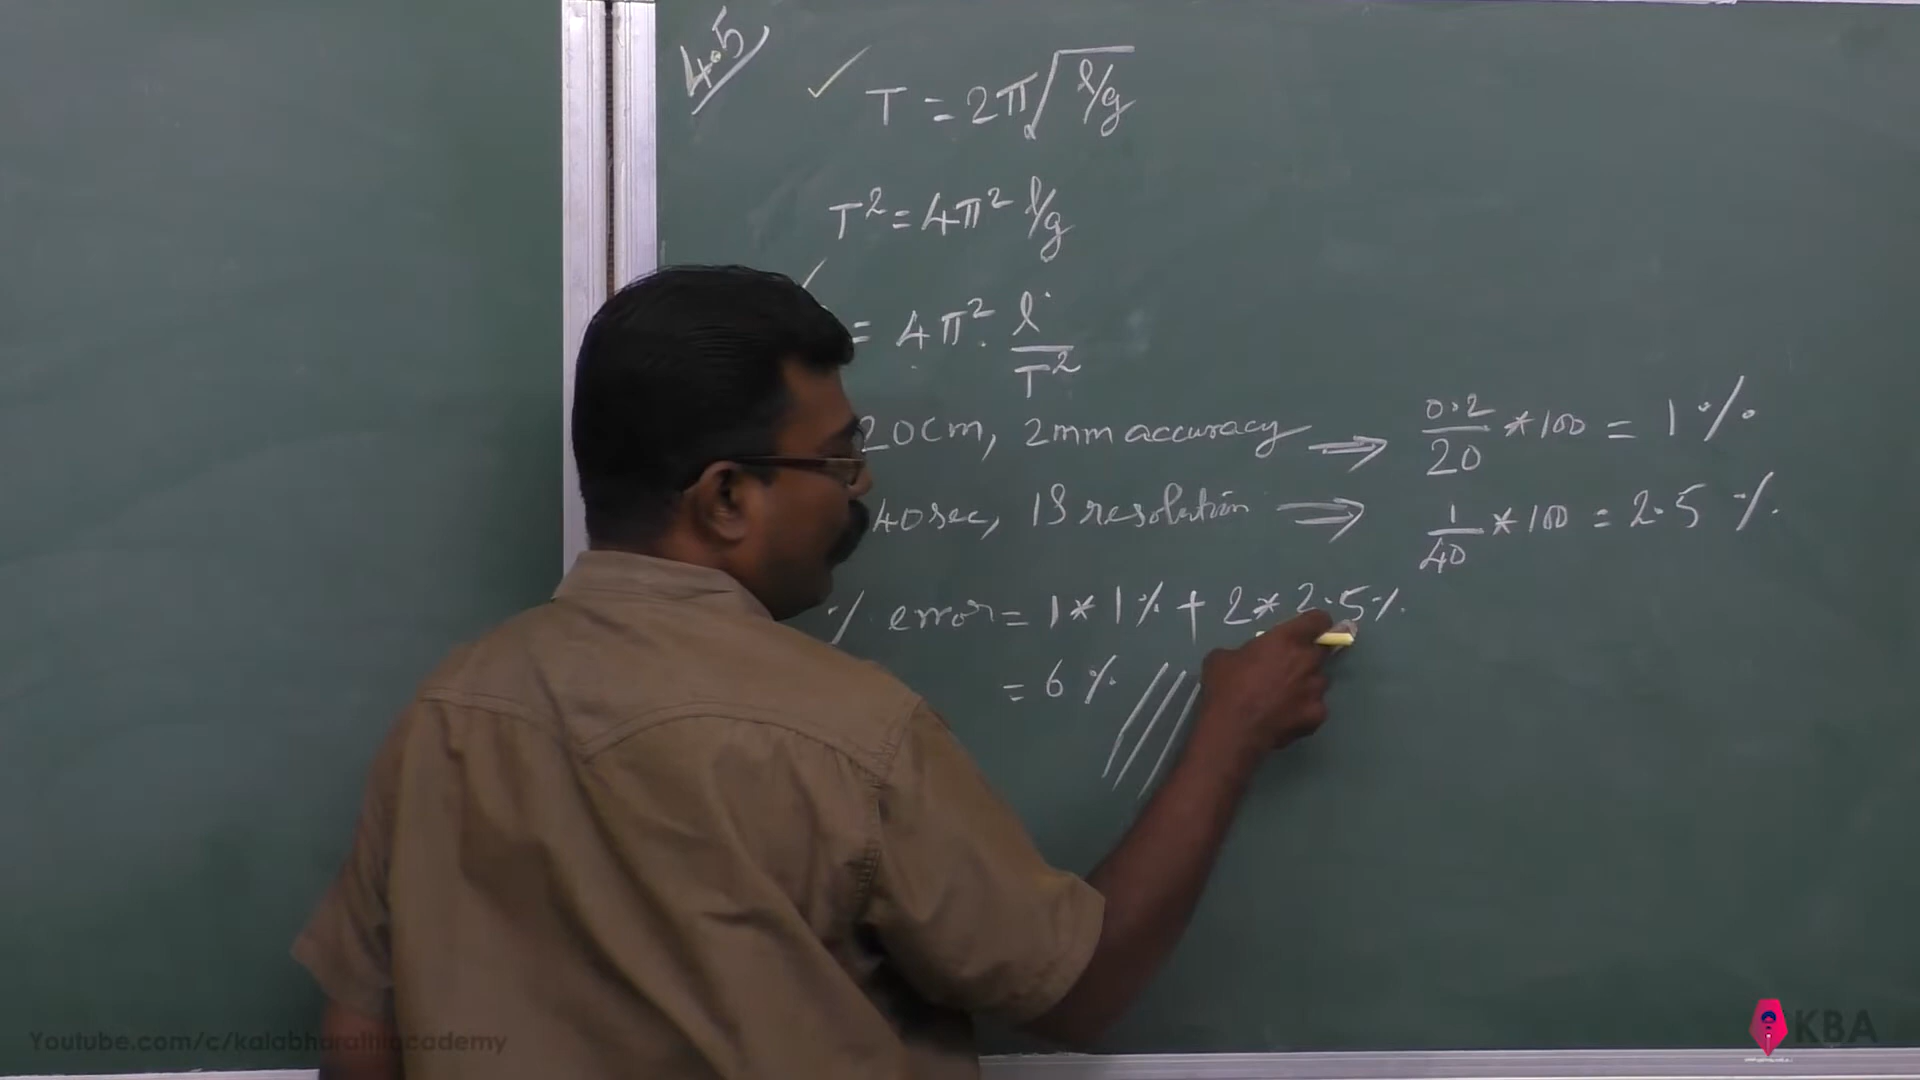 4.5
T = 2π√l/g
T² = 4π² l/g
= 4π² l/T²
20cm, 2mm accuracy ⇒ 0.2/20 * 100 = 1 %
40sec, 1S resolution ⇒ 1/40 * 100 = 2.5 %
% error = 1 * 1% + 2 * 2.5%
= 6 %
Youtube.com/c/kalabharathiacademy
KBA